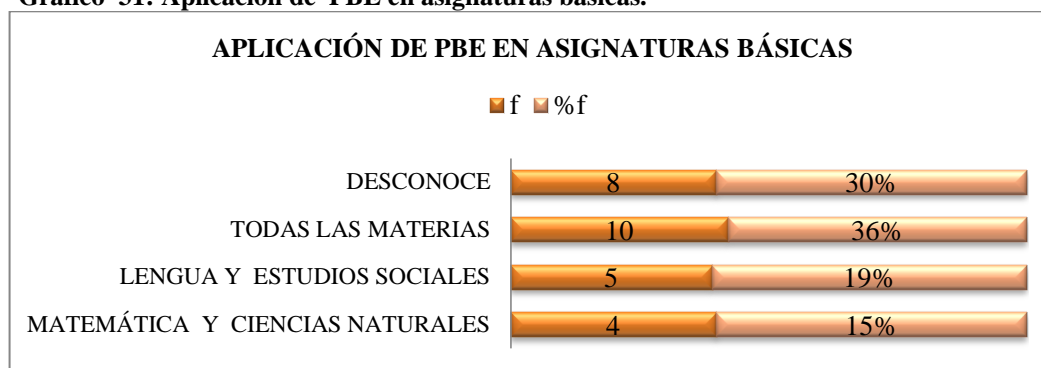 Gráfico 31: Aplicación de PBE en asignaturas básicas.
APLICACIÓN DE PBE EN ASIGNATURAS BÁSICAS
f %f
DESCONOCE 8 30%
TODAS LAS MATERIAS 10 36%
LENGUA Y ESTUDIOS SOCIALES 5 19%
MATEMÁTICA Y CIENCIAS NATURALES 4 15%